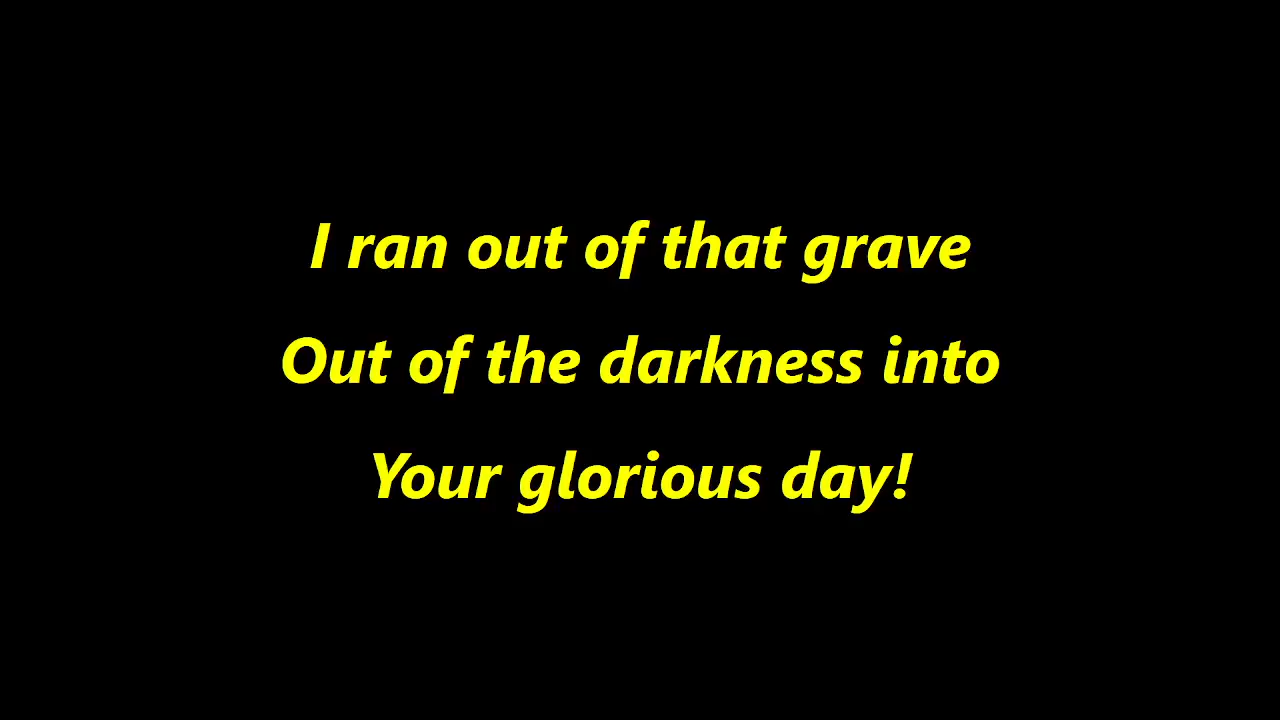 I ran out of that grave
Out of the darkness into
Your glorious day!